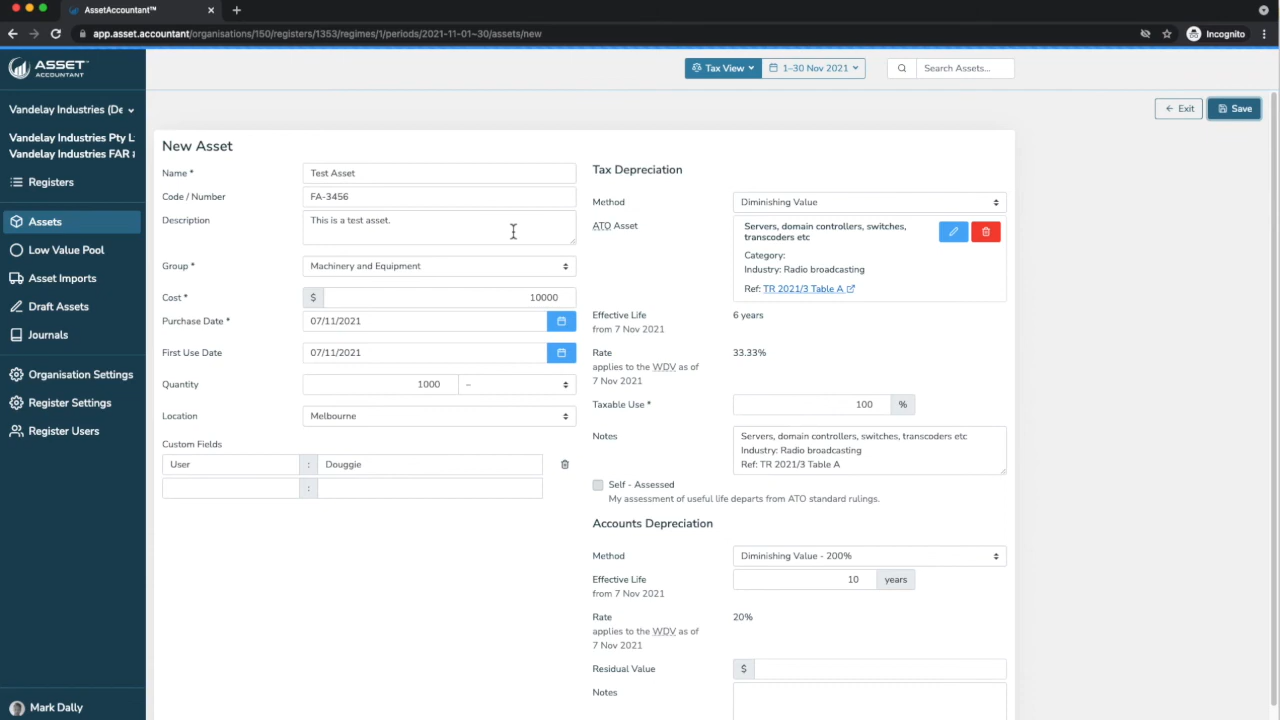 AssetAccountant™
app.asset.accountant/organisations/150/registers/1353/regimes/1/periods/2021-11-01~30/assets/new
Incognito
ASSET
ACCOUNTANT
Tax View
1–30 Nov 2021
Search Assets...
Vandelay Industries (De
Vandelay Industries Pty L
Vandelay Industries FAR
Registers
Assets
Low Value Pool
Asset Imports
Draft Assets
Journals
Organisation Settings
Register Settings
Register Users
Mark Dally
Exit
Save
New Asset
Name *
Test Asset
Code / Number
FA-3456
Description
This is a test asset.
Group *
Machinery and Equipment
Cost *
$ 10000
Purchase Date *
07/11/2021
First Use Date
07/11/2021
Quantity
1000 --
Location
Melbourne
Custom Fields
User : Douggie
:
Tax Depreciation
Method
Diminishing Value
ATO Asset
Servers, domain controllers, switches,
transcoders etc
Category:
Industry: Radio broadcasting
Ref: TR 2021/3 Table A
Effective Life
from 7 Nov 2021
6 years
Rate
applies to the WDV as of
7 Nov 2021
33.33%
Taxable Use *
100 %
Notes
Servers, domain controllers, switches, transcoders etc
Industry: Radio broadcasting
Ref: TR 2021/3 Table A
Self - Assessed
My assessment of useful life departs from ATO standard rulings.
Accounts Depreciation
Method
Diminishing Value - 200%
Effective Life
from 7 Nov 2021
10 years
Rate
applies to the WDV as of
7 Nov 2021
20%
Residual Value
$
Notes